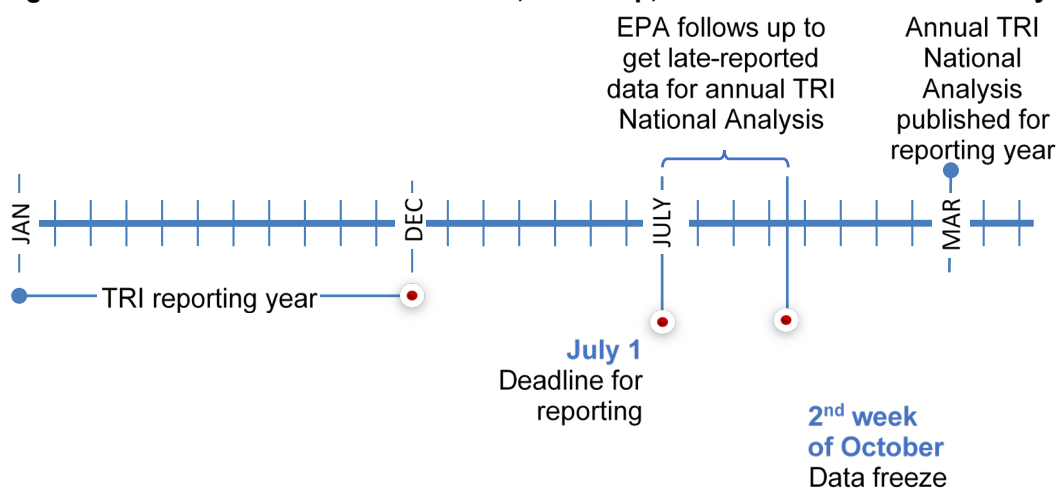 EPA follows up to
get late-reported
data for annual TRI
National Analysis
Annual TRI
National
Analysis
published for
reporting year
JAN
DEC
JULY
MAR
TRI reporting year
July 1
Deadline for
reporting
2nd week
of October
Data freeze